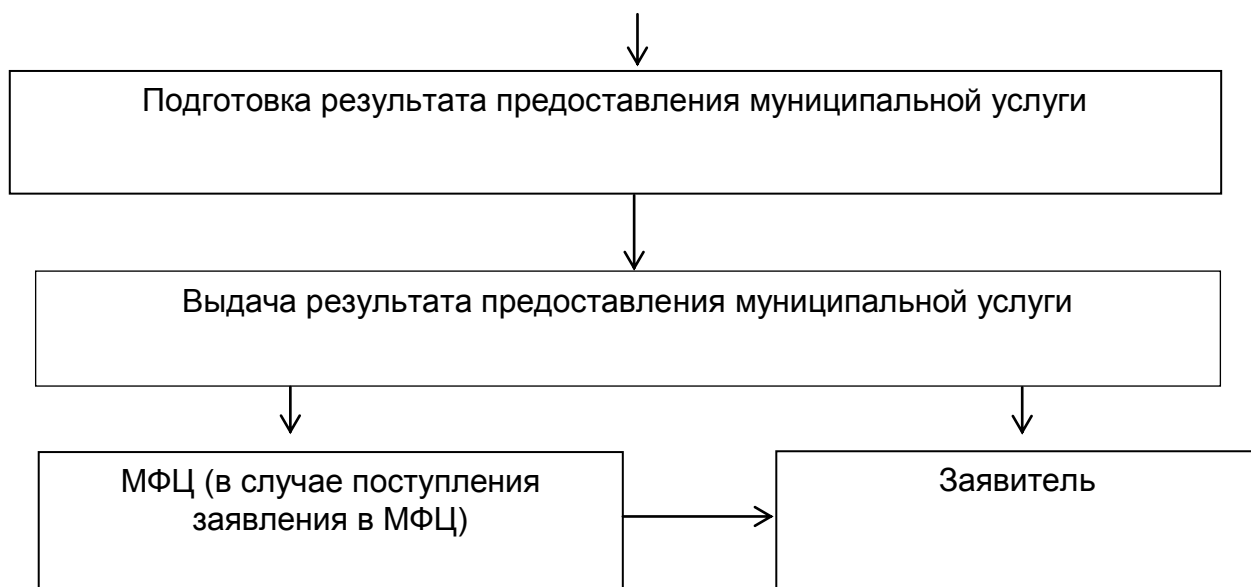 Подготовка результата предоставления муниципальной услуги
Выдача результата предоставления муниципальной услуги
МФЦ (в случае поступления
заявления в МФЦ)
Заявитель